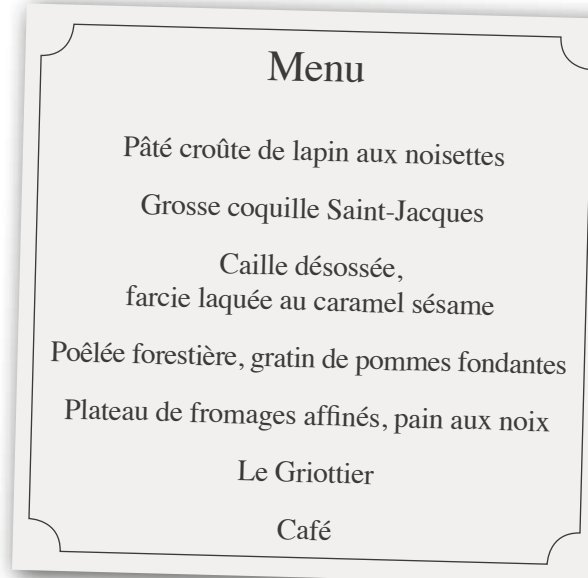 Menu
Pâté croûte de lapin aux noisettes
Grosse coquille Saint-Jacques
Caille désossée,
farcie laquée au caramel sésame
Poêlée forestière, gratin de pommes fondantes
Plateau de fromages affinés, pain aux noix
Le Griottier
Café